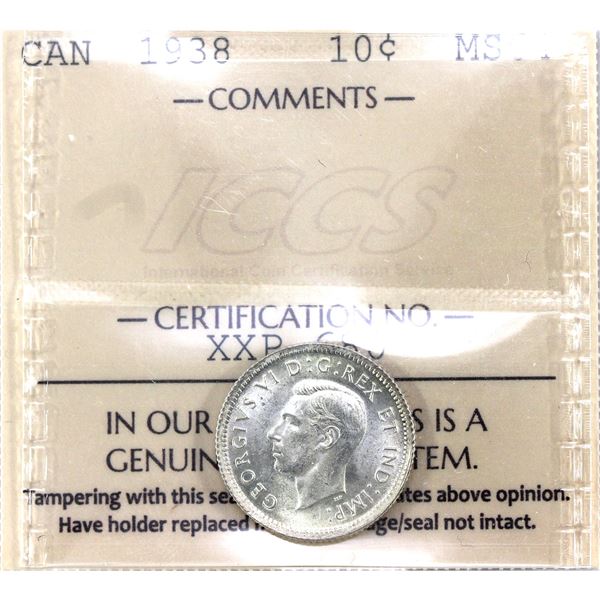 CAN 1938 10¢
— COMMENTS —
ICCS
International Coin Certification Service
— CERTIFICATION NO. —
XXP
GEORGIVS VI D:G:REX ET IND:IMP:
IN OUR S IS A
GENUIN TEM.
Tampering with this se ates above opinion.
Have holder replaced ge/seal not intact.